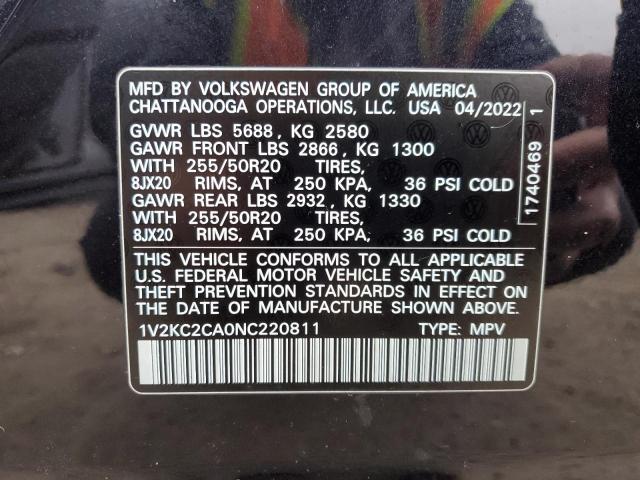 MFD BY VOLKSWAGEN GROUP OF AMERICA
CHATTANOOGA OPERATIONS, LLC. USA 04/2022
GVWR LBS 5688, KG 2580
GAWR FRONT LBS 2866, KG 1300
WITH 255/50R20 TIRES,
8JX20 RIMS, AT 250 KPA, 36 PSI COLD
GAWR REAR LBS 2932, KG 1330
WITH 255/50R20 TIRES,
8JX20 RIMS, AT 250 KPA, 36 PSI COLD
1740469 1
THIS VEHICLE CONFORMS TO ALL APPLICABLE
U.S. FEDERAL MOTOR VEHICLE SAFETY AND
THEFT PREVENTION STANDARDS IN EFFECT ON
THE DATE OF MANUFACTURE SHOWN ABOVE.
1V2KC2CA0NC220811 TYPE: MPV